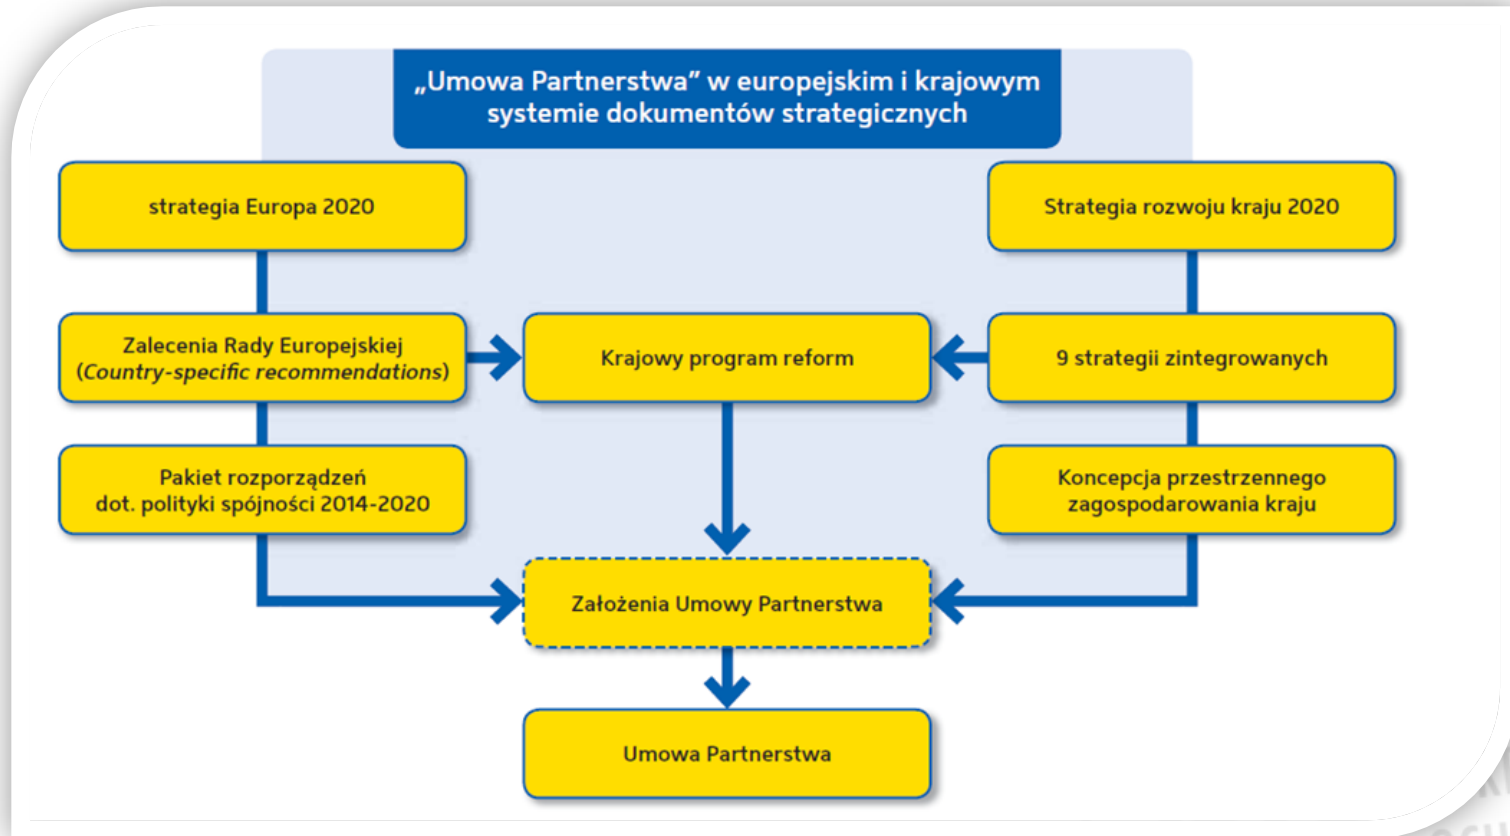 „Umowa Partnerstwa” w europejskim i krajowym
systemie dokumentów strategicznych
strategia Europa 2020
Strategia rozwoju kraju 2020
Zalecenia Rady Europejskiej
(Country-specific recommendations)
Krajowy program reform
9 strategii zintegrowanych
Pakiet rozporządzeń
dot. polityki spójności 2014-2020
Koncepcja przestrzennego
zagospodarowania kraju
Założenia Umowy Partnerstwa
Umowa Partnerstwa